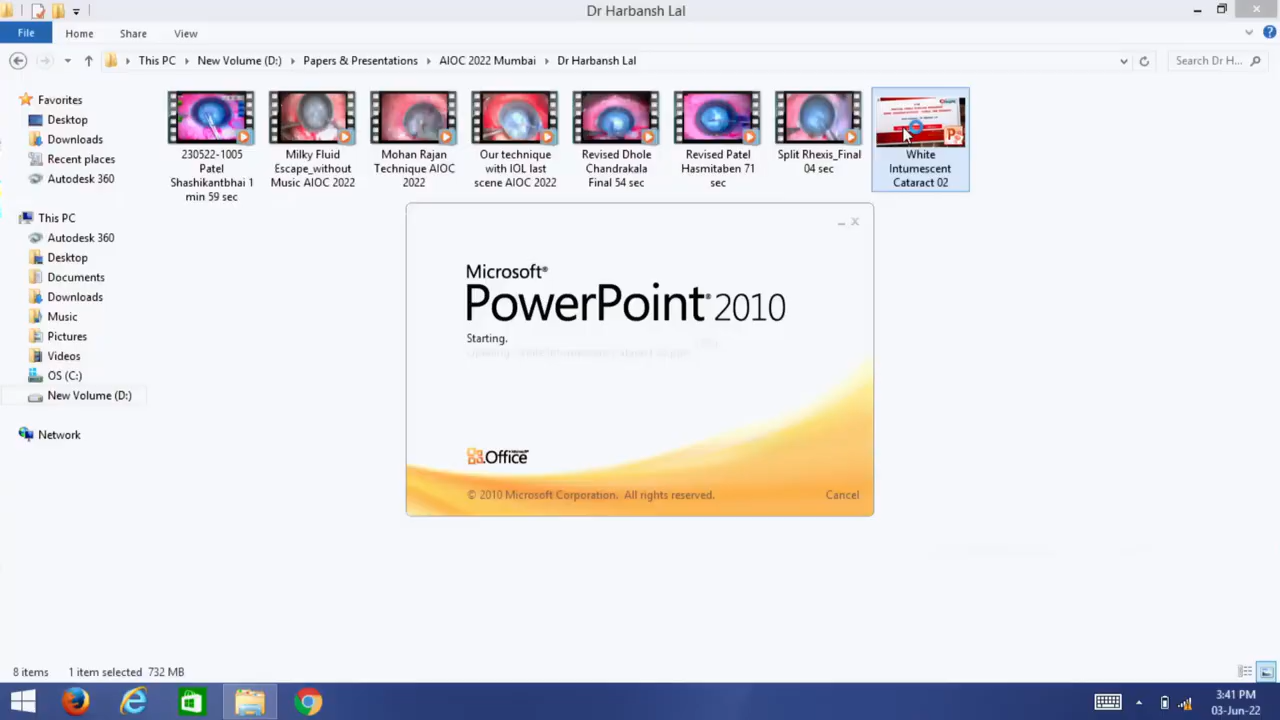 Dr Harbansh Lal
File Home Share View
This PC New Volume (D:) Papers & Presentations AIOC 2022 Mumbai Dr Harbansh Lal
Search Dr H...
Favorites
Desktop
Downloads
Recent places
Autodesk 360
This PC
Autodesk 360
Desktop
Documents
Downloads
Music
Pictures
Videos
OS (C:)
New Volume (D:)
Network
230522-1005
Patel
Shashikantbhai 1
min 59 sec
Milky Fluid
Escape_without
Music AIOC 2022
Mohan Rajan
Technique AIOC
2022
Our technique
with IOL last
scene AIOC 2022
Revised Dhole
Chandrakala
Final 54 sec
Revised Patel
Hasmitaben 71
sec
Split Rhexis_Final
04 sec
White
Intumescent
Cataract 02
Microsoft®
PowerPoint® 2010
Starting.
Microsoft
Office
© 2010 Microsoft Corporation. All rights reserved.
Cancel
8 items 1 item selected 732 MB
3:41 PM
03-Jun-22